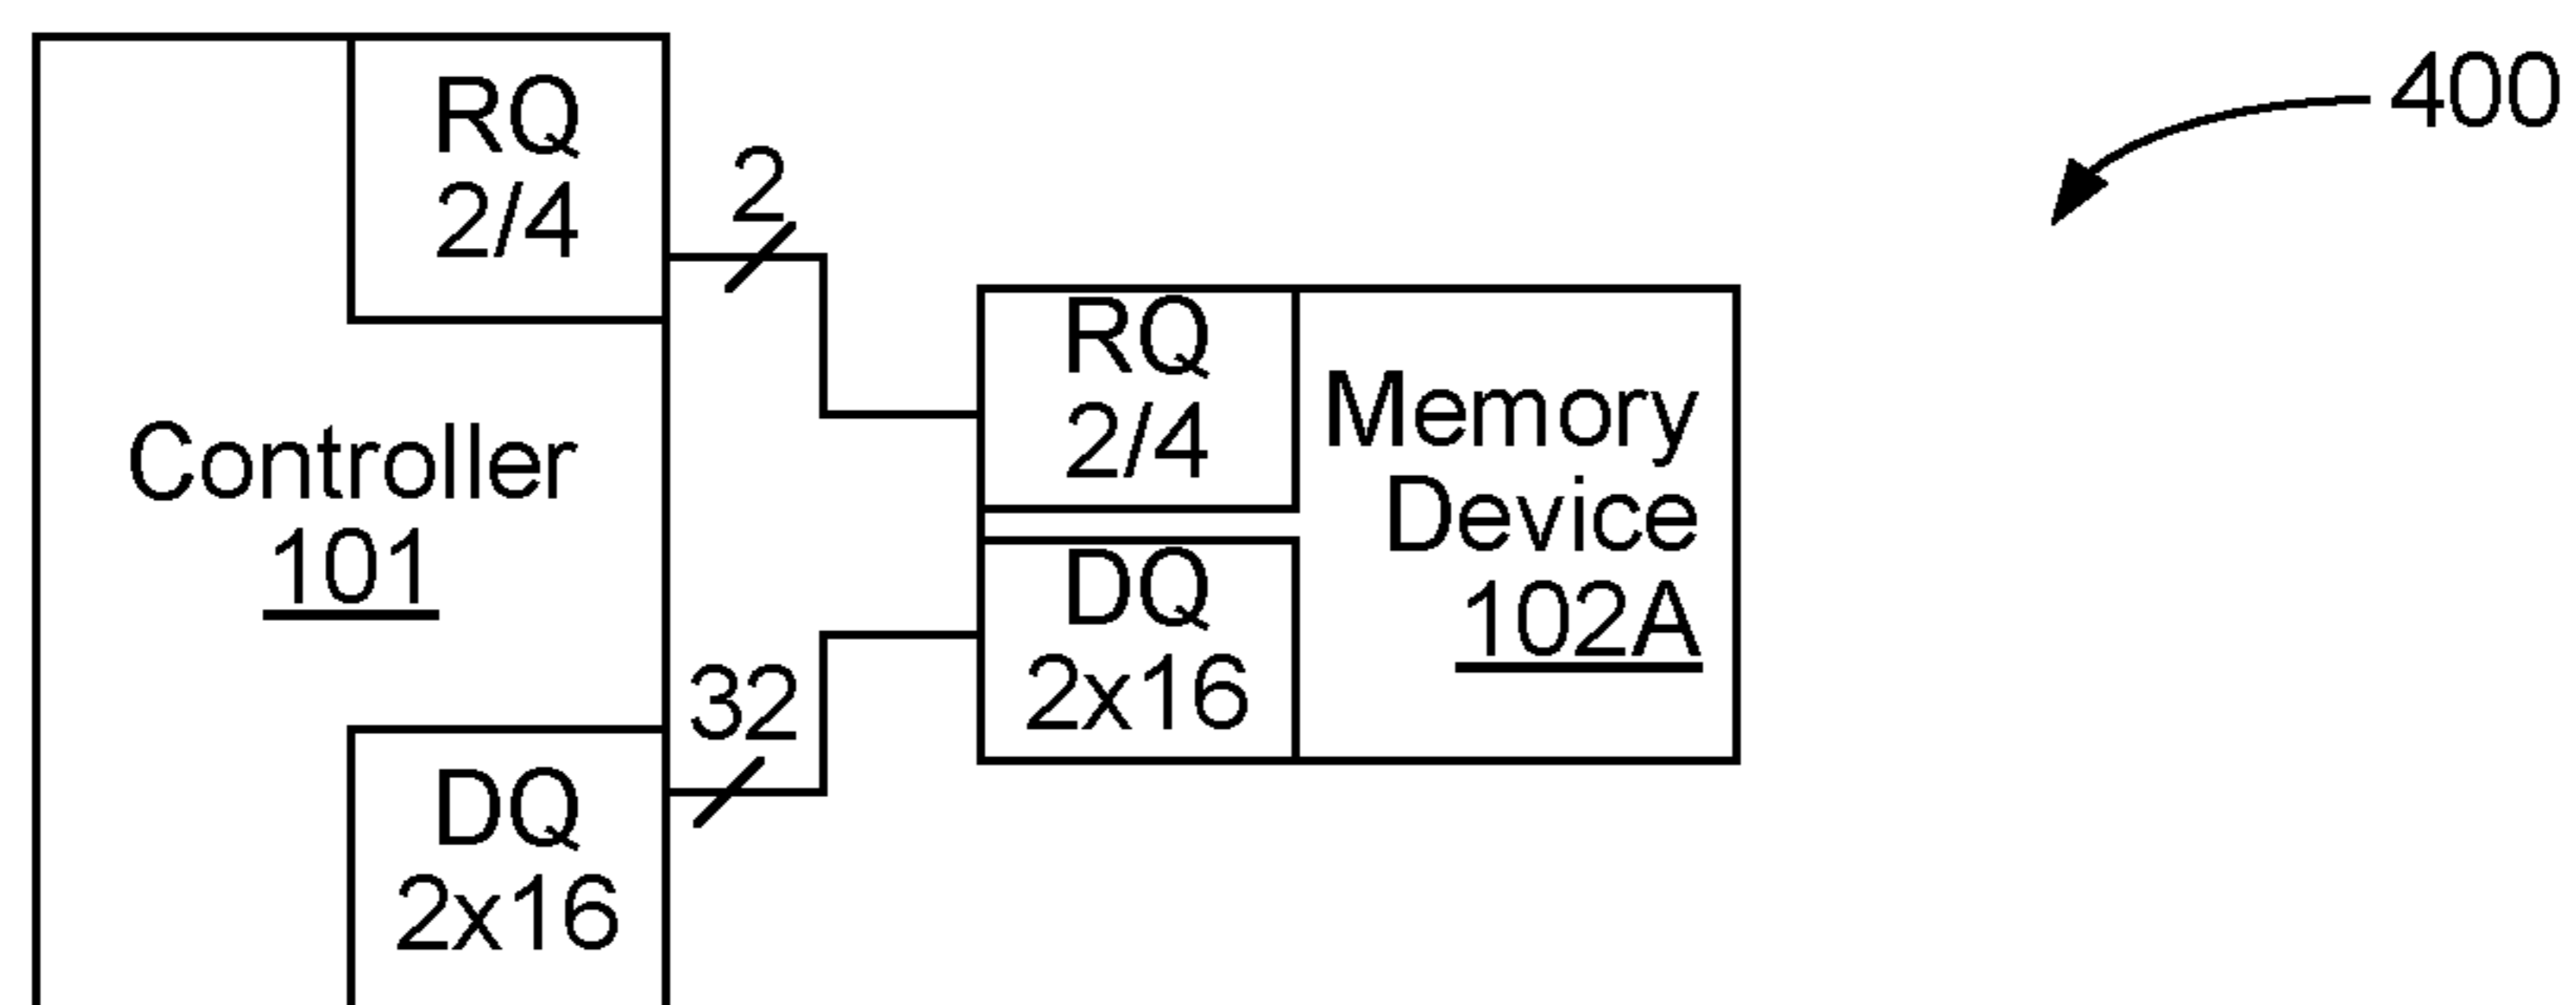 RQ
2/4
2
400
RQ
2/4
Memory
Device
102A
Controller
101
DQ
2x16
32
DQ
2x16